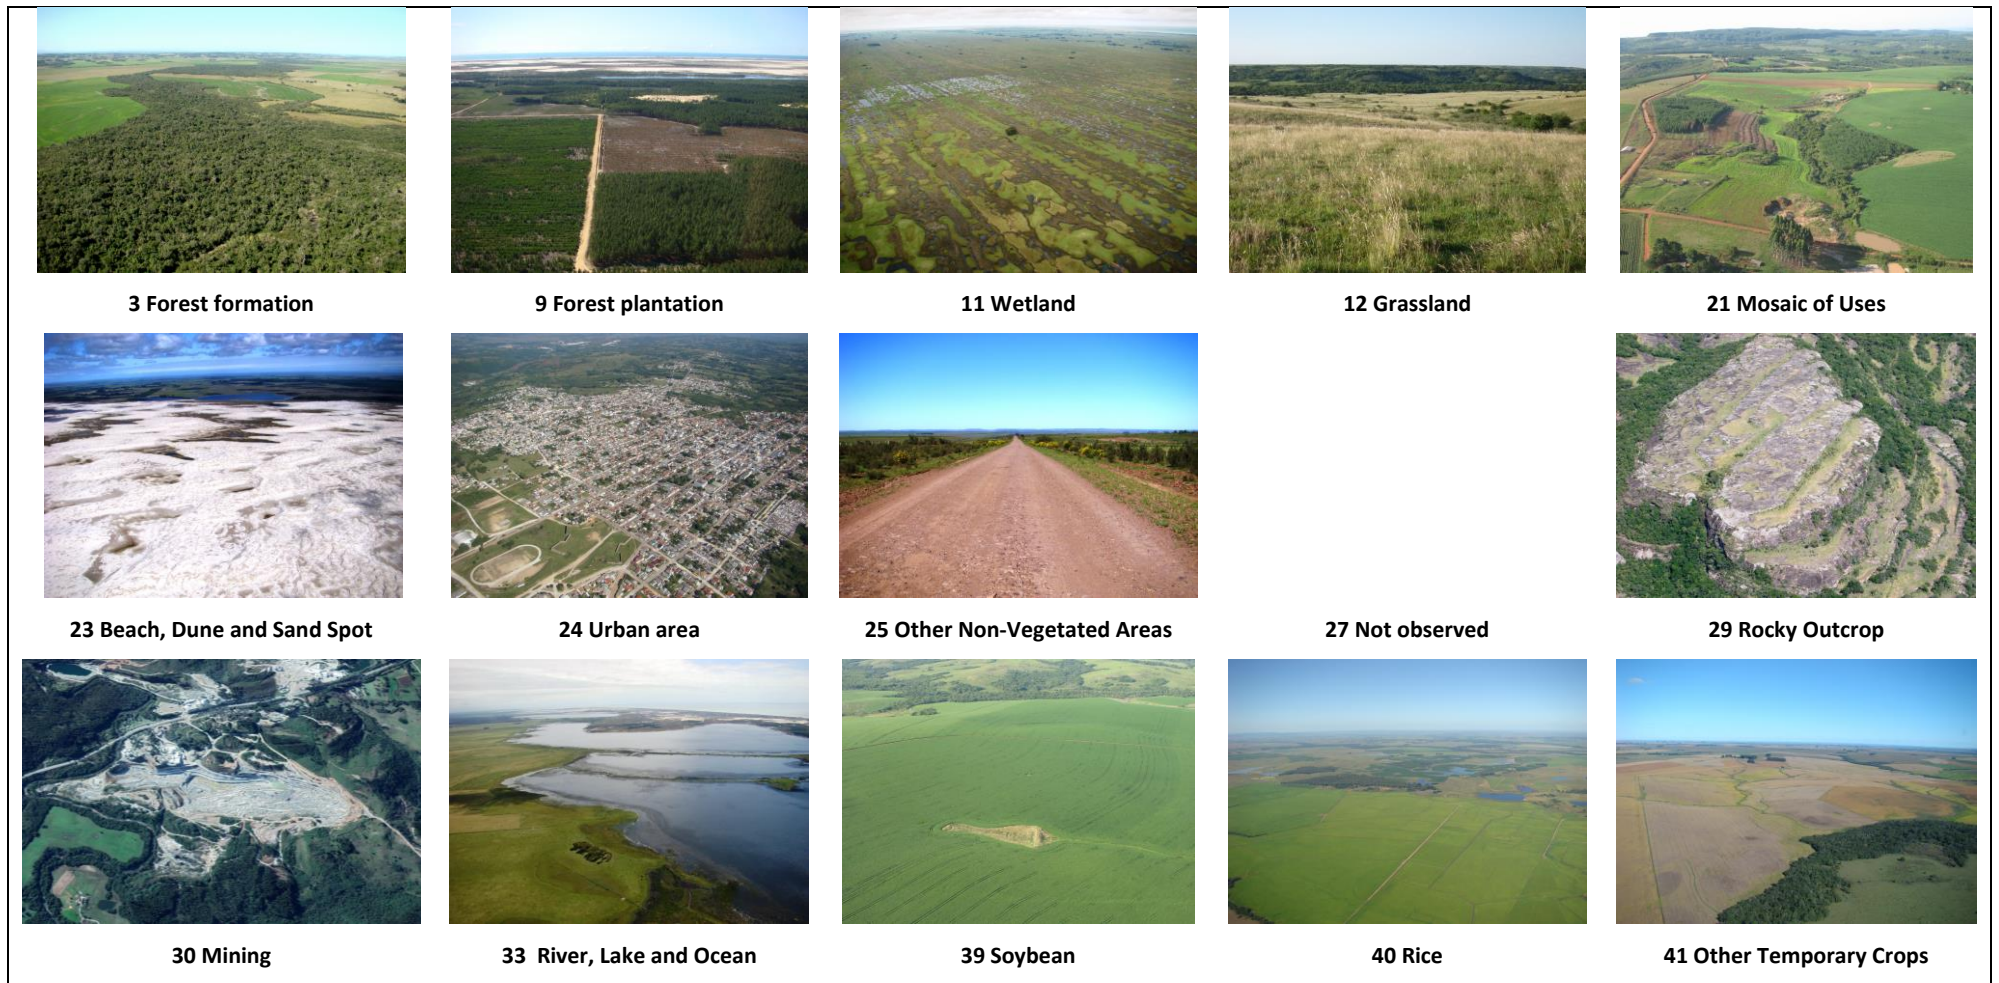 3 Forest formation
9 Forest plantation
11 Wetland
12 Grassland
21 Mosaic of Uses
23 Beach, Dune and Sand Spot
24 Urban area
25 Other Non-Vegetated Areas
27 Not observed
29 Rocky Outcrop
30 Mining
33  River, Lake and Ocean
39 Soybean
40 Rice
41 Other Temporary Crops